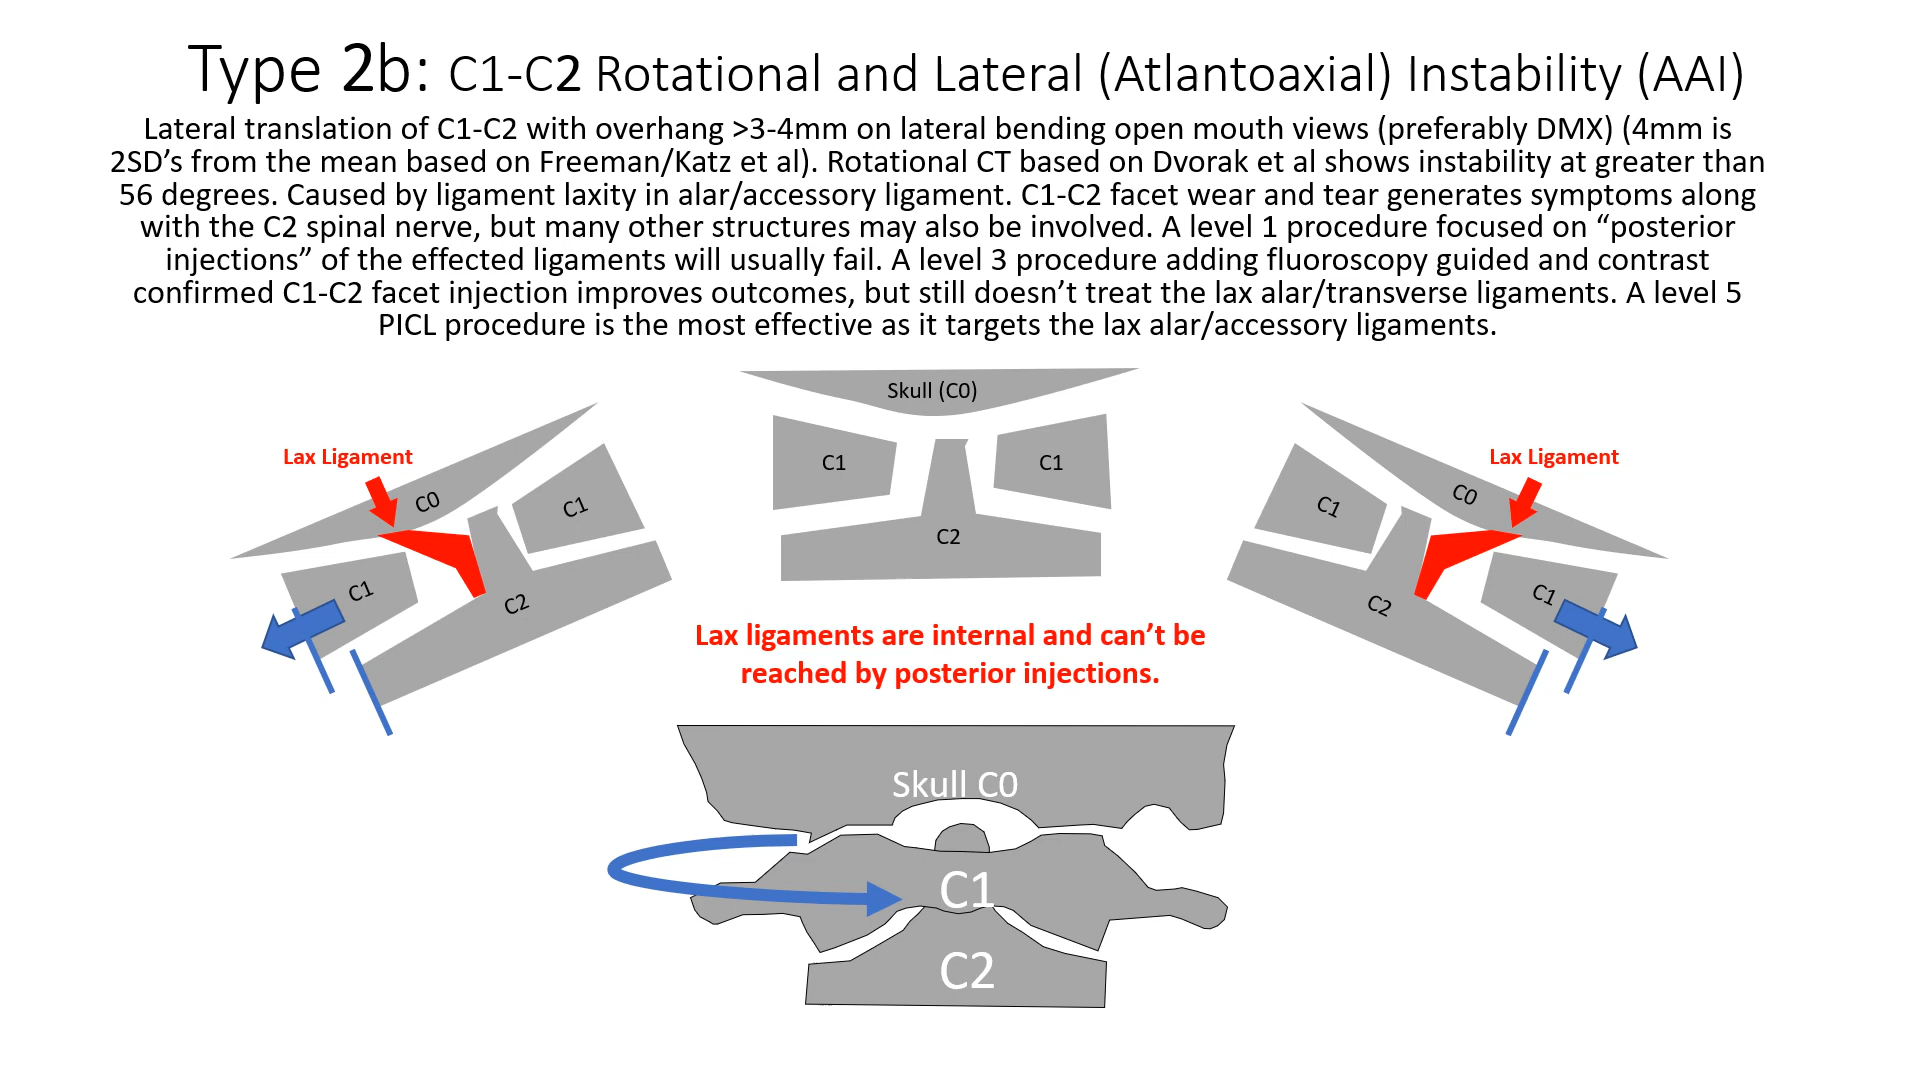 Type 2b: C1-C2 Rotational and Lateral (Atlantoaxial) Instability (AAI)
Lateral translation of C1-C2 with overhang >3-4mm on lateral bending open mouth views (preferably DMX) (4mm is
2SD’s from the mean based on Freeman/Katz et al). Rotational CT based on Dvorak et al shows instability at greater than
56 degrees. Caused by ligament laxity in alar/accessory ligament. C1-C2 facet wear and tear generates symptoms along
with the C2 spinal nerve, but many other structures may also be involved. A level 1 procedure focused on “posterior
injections” of the effected ligaments will usually fail. A level 3 procedure adding fluoroscopy guided and contrast
confirmed C1-C2 facet injection improves outcomes, but still doesn’t treat the lax alar/transverse ligaments. A level 5
PICL procedure is the most effective as it targets the lax alar/accessory ligaments.
Lax Ligament
C0
C1
C1
C2
Skull (C0)
C1
C1
C2
Lax Ligament
C0
C1
C1
C2
Lax ligaments are internal and can’t be
reached by posterior injections.
Skull C0
C1
C2